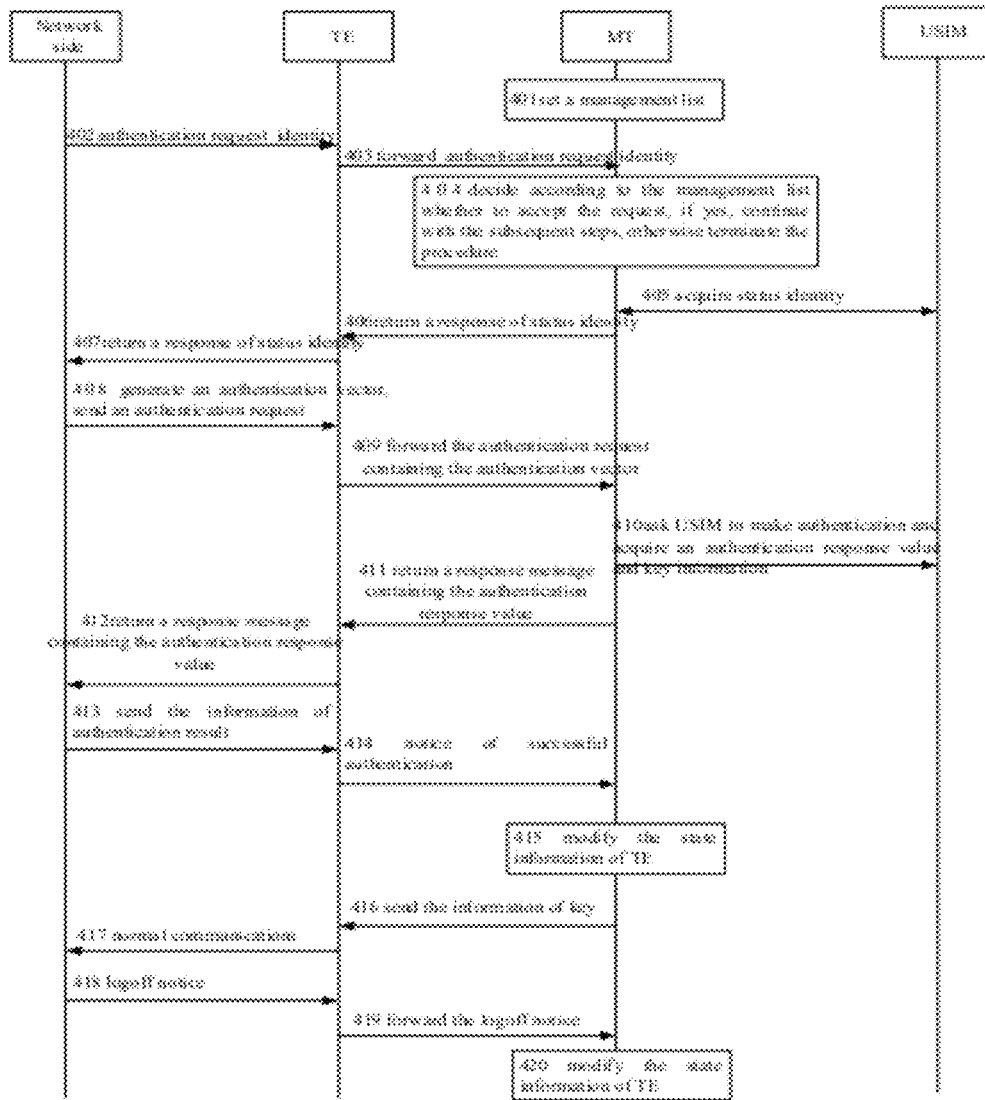 Network
side
TE
MT
USIM
401 set a management list
402 authentication request identity
403 forward authentication request identity
4 0 4 decide according to the management list
whether to accept the request, if yes, continue
with the subsequent steps, otherwise terminate the
procedure
405 acquire status identity
406 return a response of status identity
407 return a response of status identity
408 generate an authentication vector,
send an authentication request
409 forward the authentication request
containing the authentication vector
410 ask USIM to make authentication and
acquire an authentication response value
and key information
411 return a response message
containing the authentication
response value
412 return a response message
containing the authentication response
value
413 send the information of
authentication result
414 notice of successful
authentication
415 modify the state
information of TE
416 send the information of key
417 normal communications
418 logoff notice
419 forward the logoff notice
420 modify the state
information of TE